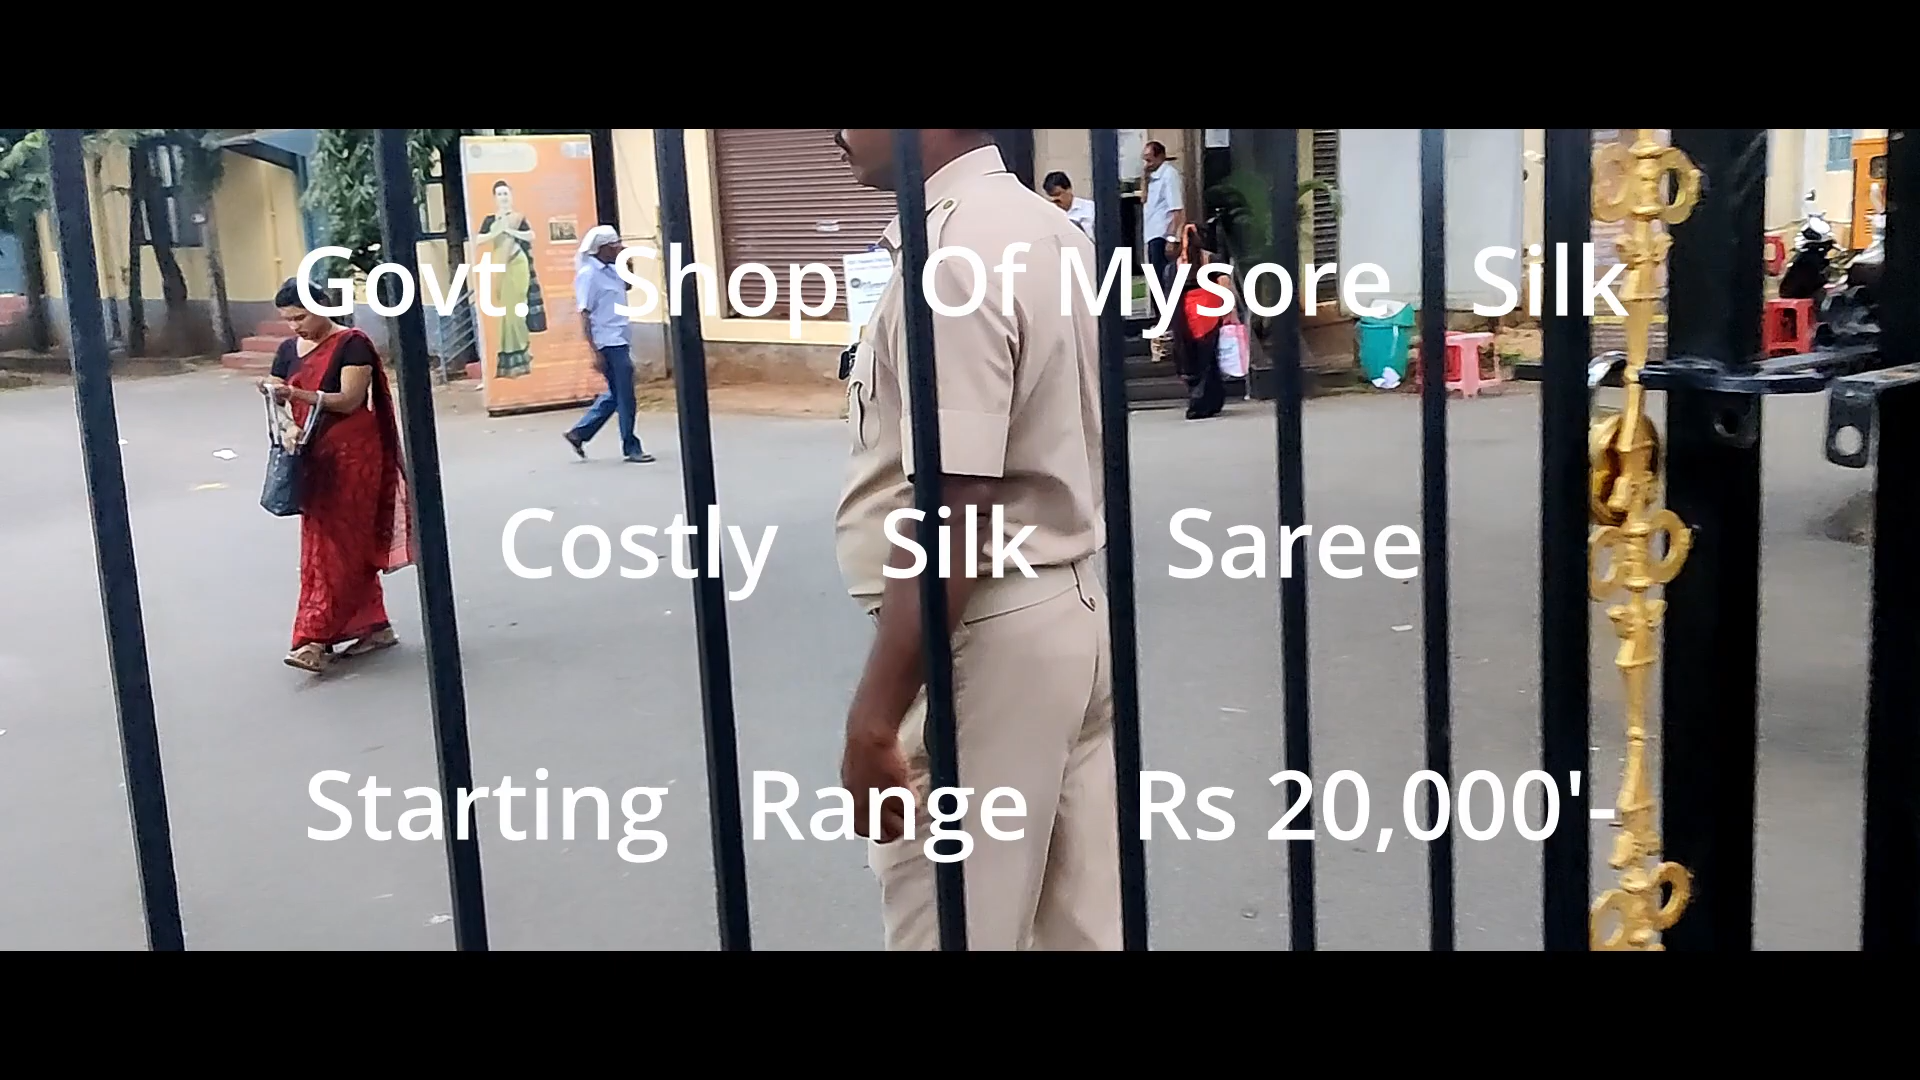 Govt. Shop Of Mysore Silk
Costly Silk Saree
Starting Range Rs 20,000'-